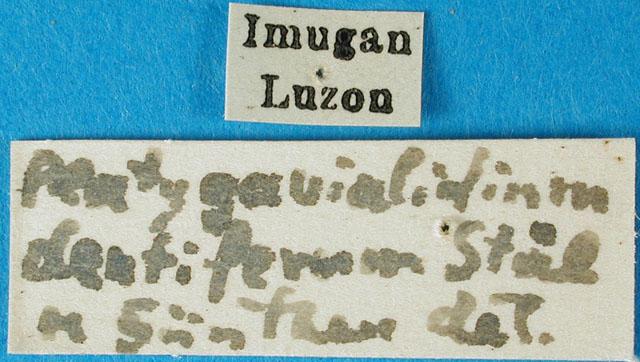 Imugan
Luzon
Platygavialidium
dentiferum Stål
Günther det.